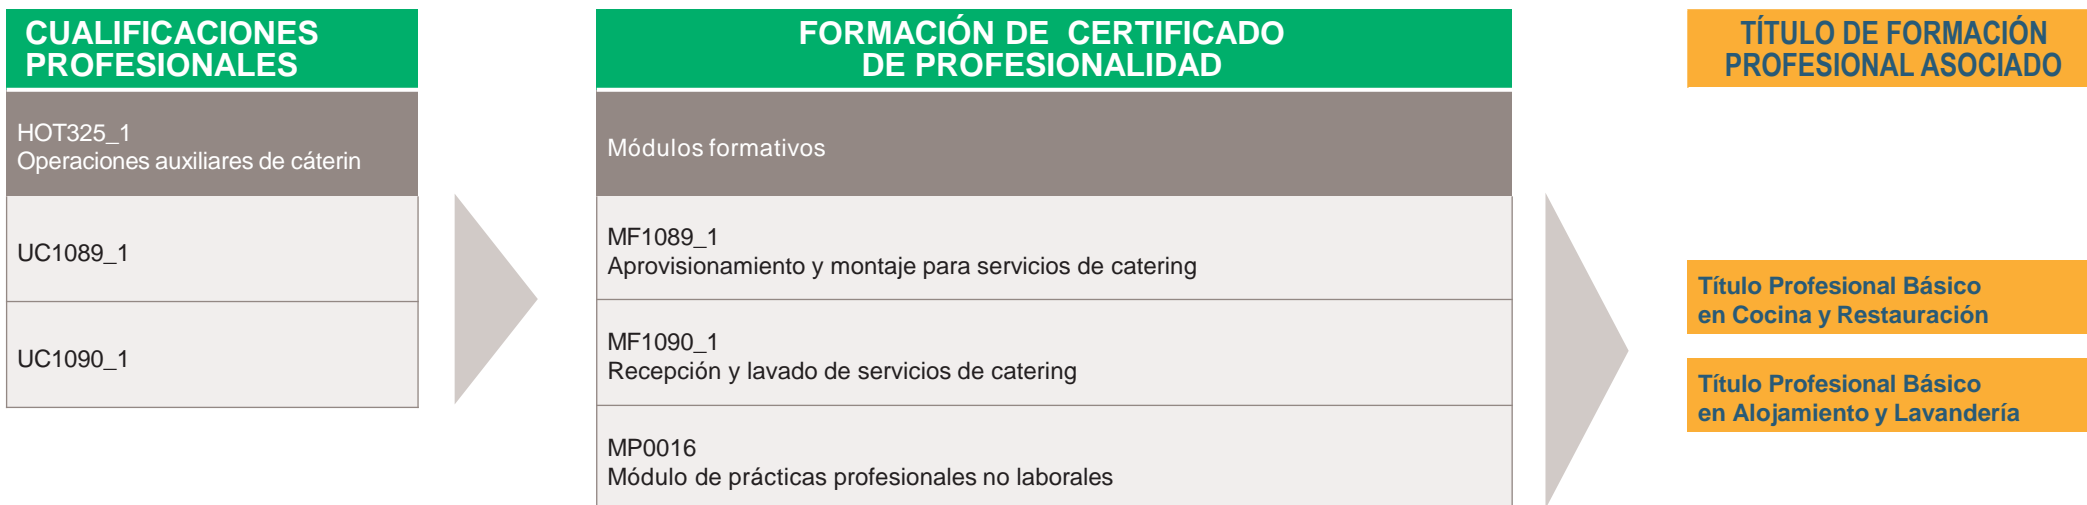 CUALIFICACIONES
PROFESIONALES
HOT325_1
Operaciones auxiliares de cáterin
UC1089_1
UC1090_1
FORMACIÓN DE CERTIFICADO
DE PROFESIONALIDAD
Módulos formativos
MF1089_1
Aprovisionamiento y montaje para servicios de catering
MF1090_1
Recepción y lavado de servicios de catering
MP0016
Módulo de prácticas profesionales no laborales
TÍTULO DE FORMACIÓN
PROFESIONAL ASOCIADO
Título Profesional Básico
en Cocina y Restauración
Título Profesional Básico
en Alojamiento y Lavandería